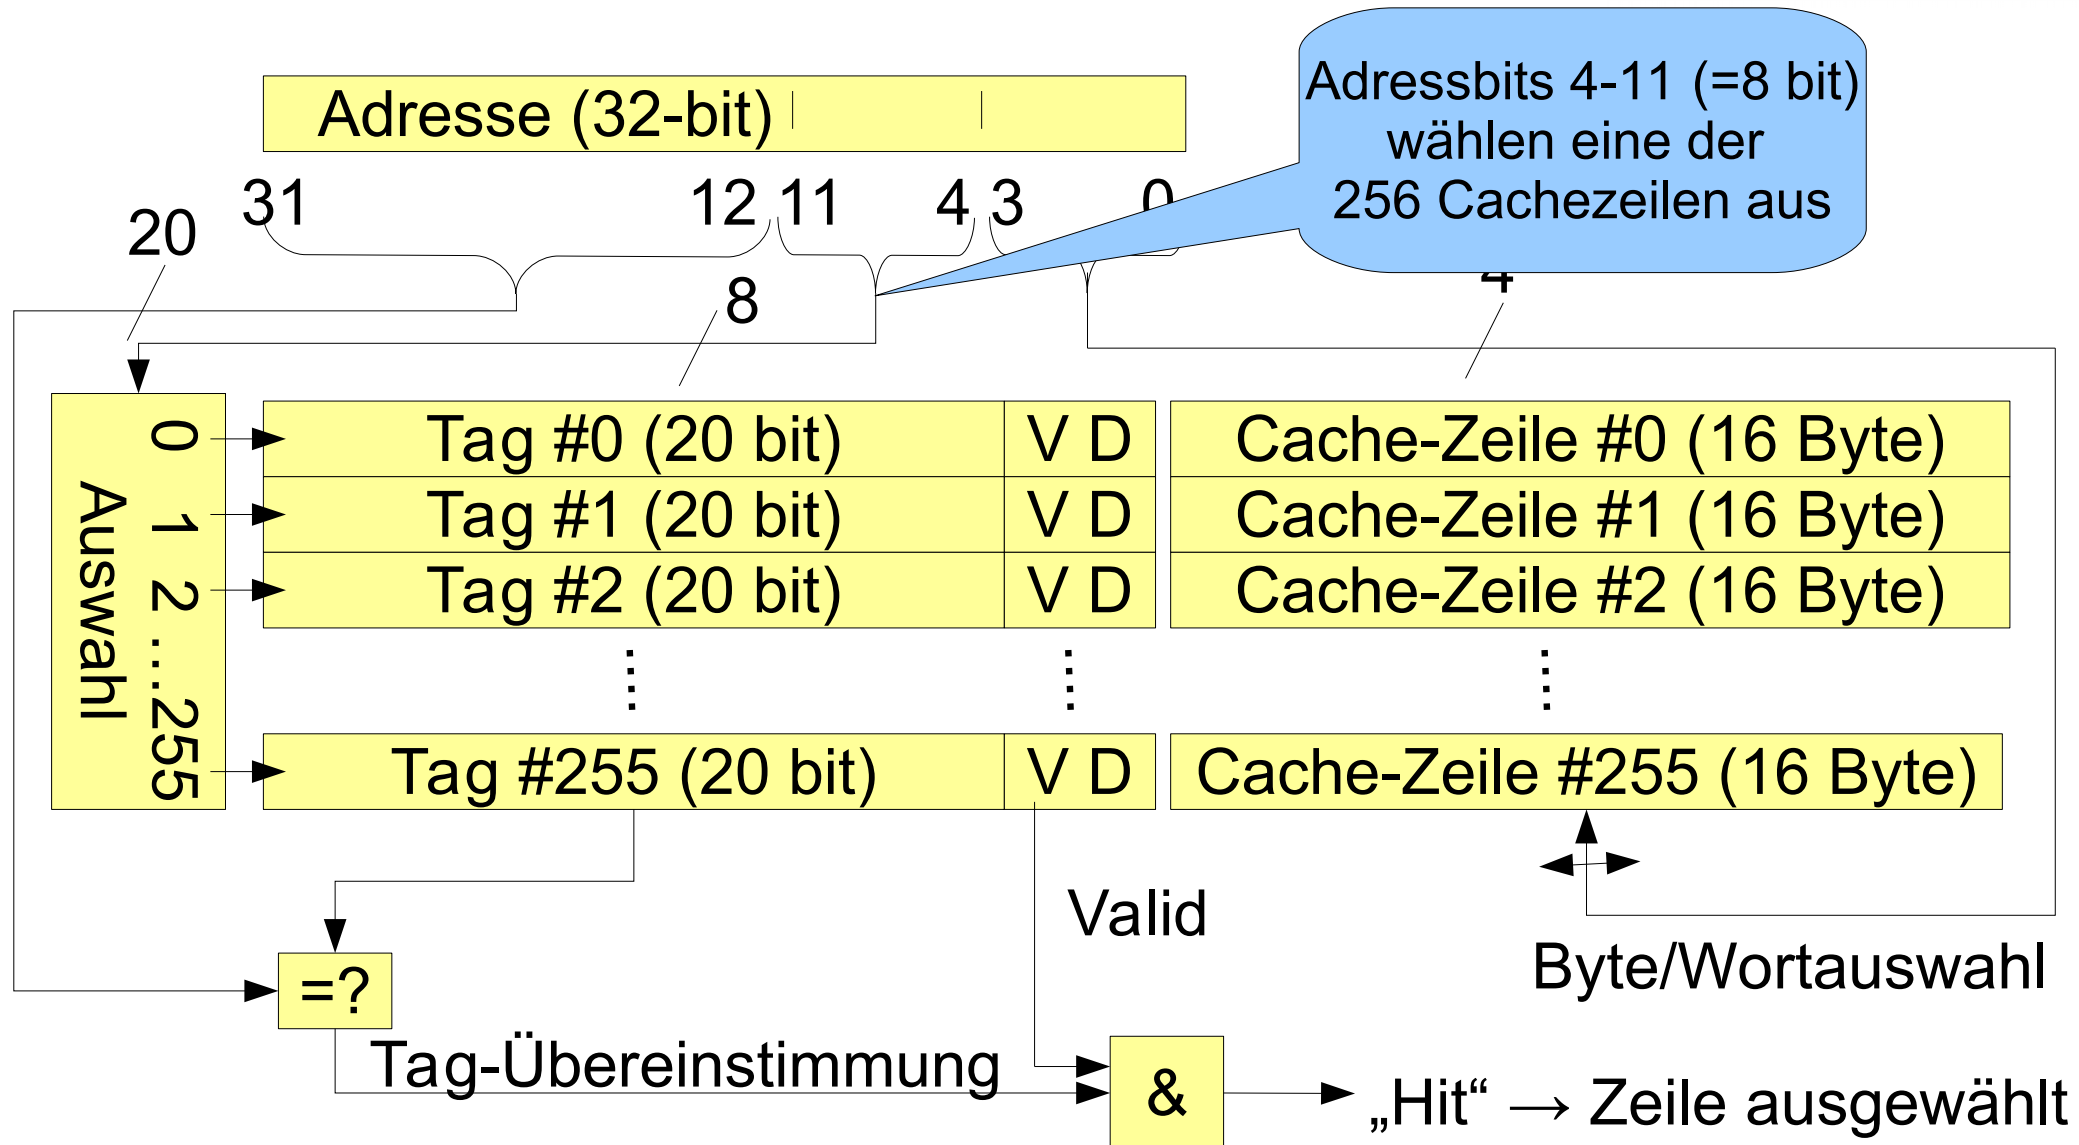 Adressbits 4-11 (=8 bit)
wählen eine der
256 Cachezeilen aus
Adresse (32-bit)
31 12 11 4 3 0
20
8
4
Auswahl
0 1 2 ...255
Tag #0 (20 bit) V D Cache-Zeile #0 (16 Byte)
Tag #1 (20 bit) V D Cache-Zeile #1 (16 Byte)
Tag #2 (20 bit) V D Cache-Zeile #2 (16 Byte)
Tag #255 (20 bit) V D Cache-Zeile #255 (16 Byte)
Valid
Byte/Wortauswahl
=?
Tag-Übereinstimmung
&
„Hit“ → Zeile ausgewählt